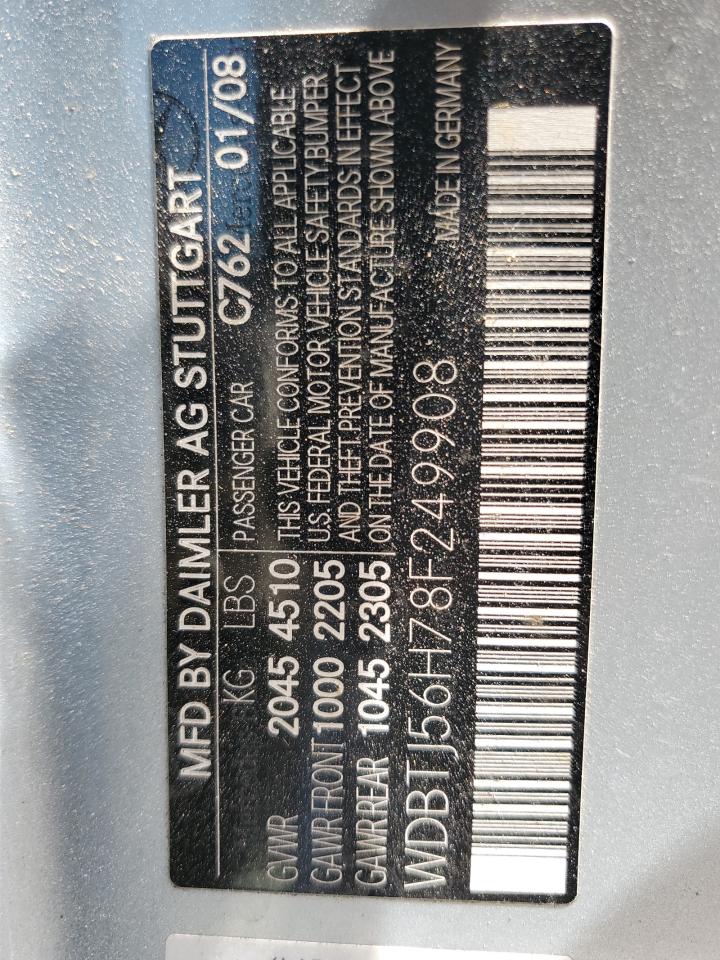 MFD BY DAIMLER AG STUTTGART
KG LBS PASSENGER CAR C762 01/08
GVWR 2045 4510 THIS VEHICLE CONFORMS TO ALL APPLICABLE
GAWR FRONT 1000 2205 U.S. FEDERAL MOTOR VEHICLE SAFETY, BUMPER
AND THEFT PREVENTION STANDARDS IN EFFECT
GAWR REAR 1045 2305 ON THE DATE OF MANUFACTURE SHOWN ABOVE
WDBTJ56H78F249908 MADE IN GERMANY